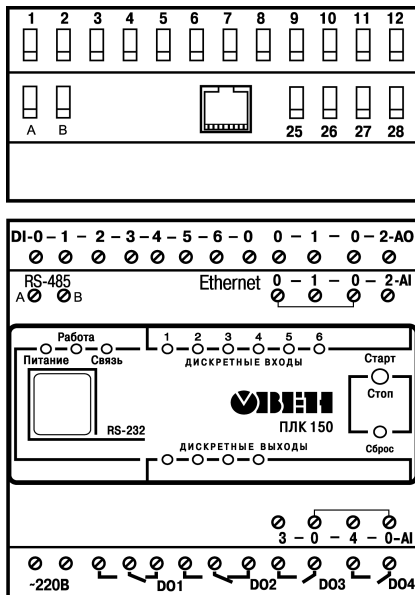 1 2 3 4 5 6 7 8 9 10 11 12
A B 25 26 27 28
DI-0 - 1 - 2 - 3 - 4 - 5 - 6 - 0 0 - 1 - 0 - 2-AO
RS-485 Ethernet 0 - 1 - 0 - 2-AI
A B
Работа
Питание Связь
1 2 3 4 5 6
ДИСКРЕТНЫЕ ВХОДЫ
Старт
Стоп
ОВЕН
ПЛК 150
RS-232
ДИСКРЕТНЫЕ ВЫХОДЫ
Сброс
3 - 0 - 4 - 0-AI
~220В DO1 DO2 DO3 DO4